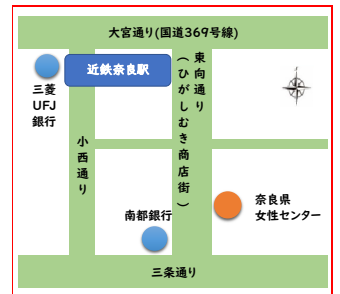 大宮通り(国道369号線)
近鉄奈良駅
三菱
UFJ
銀行
東向通り
(ひがしむき商店街)
小西通り
奈良県
女性センター
南都銀行
三条通り